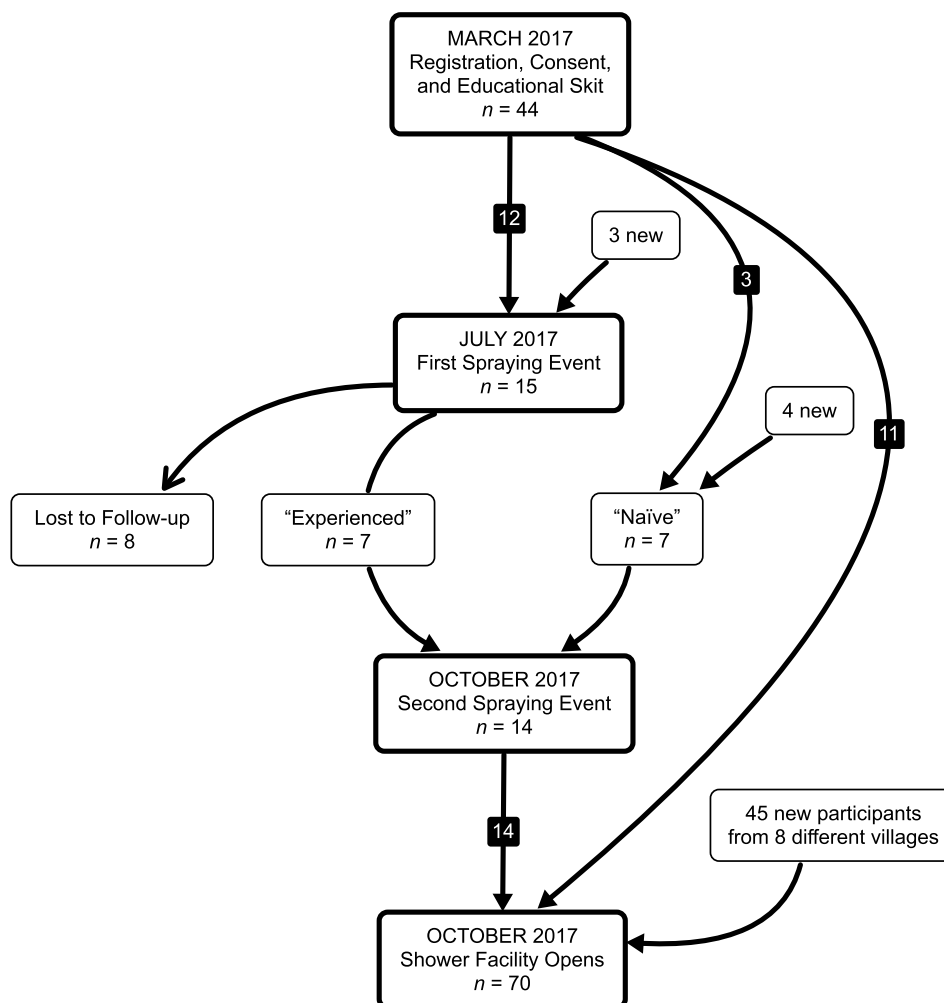 MARCH 2017
Registration, Consent,
and Educational Skit
n = 44
12
3 new
3
JULY 2017
First Spraying Event
n = 15
4 new
11
Lost to Follow-up
n = 8
“Experienced”
n = 7
“Naïve”
n = 7
OCTOBER 2017
Second Spraying Event
n = 14
14
45 new participants
from 8 different villages
OCTOBER 2017
Shower Facility Opens
n = 70